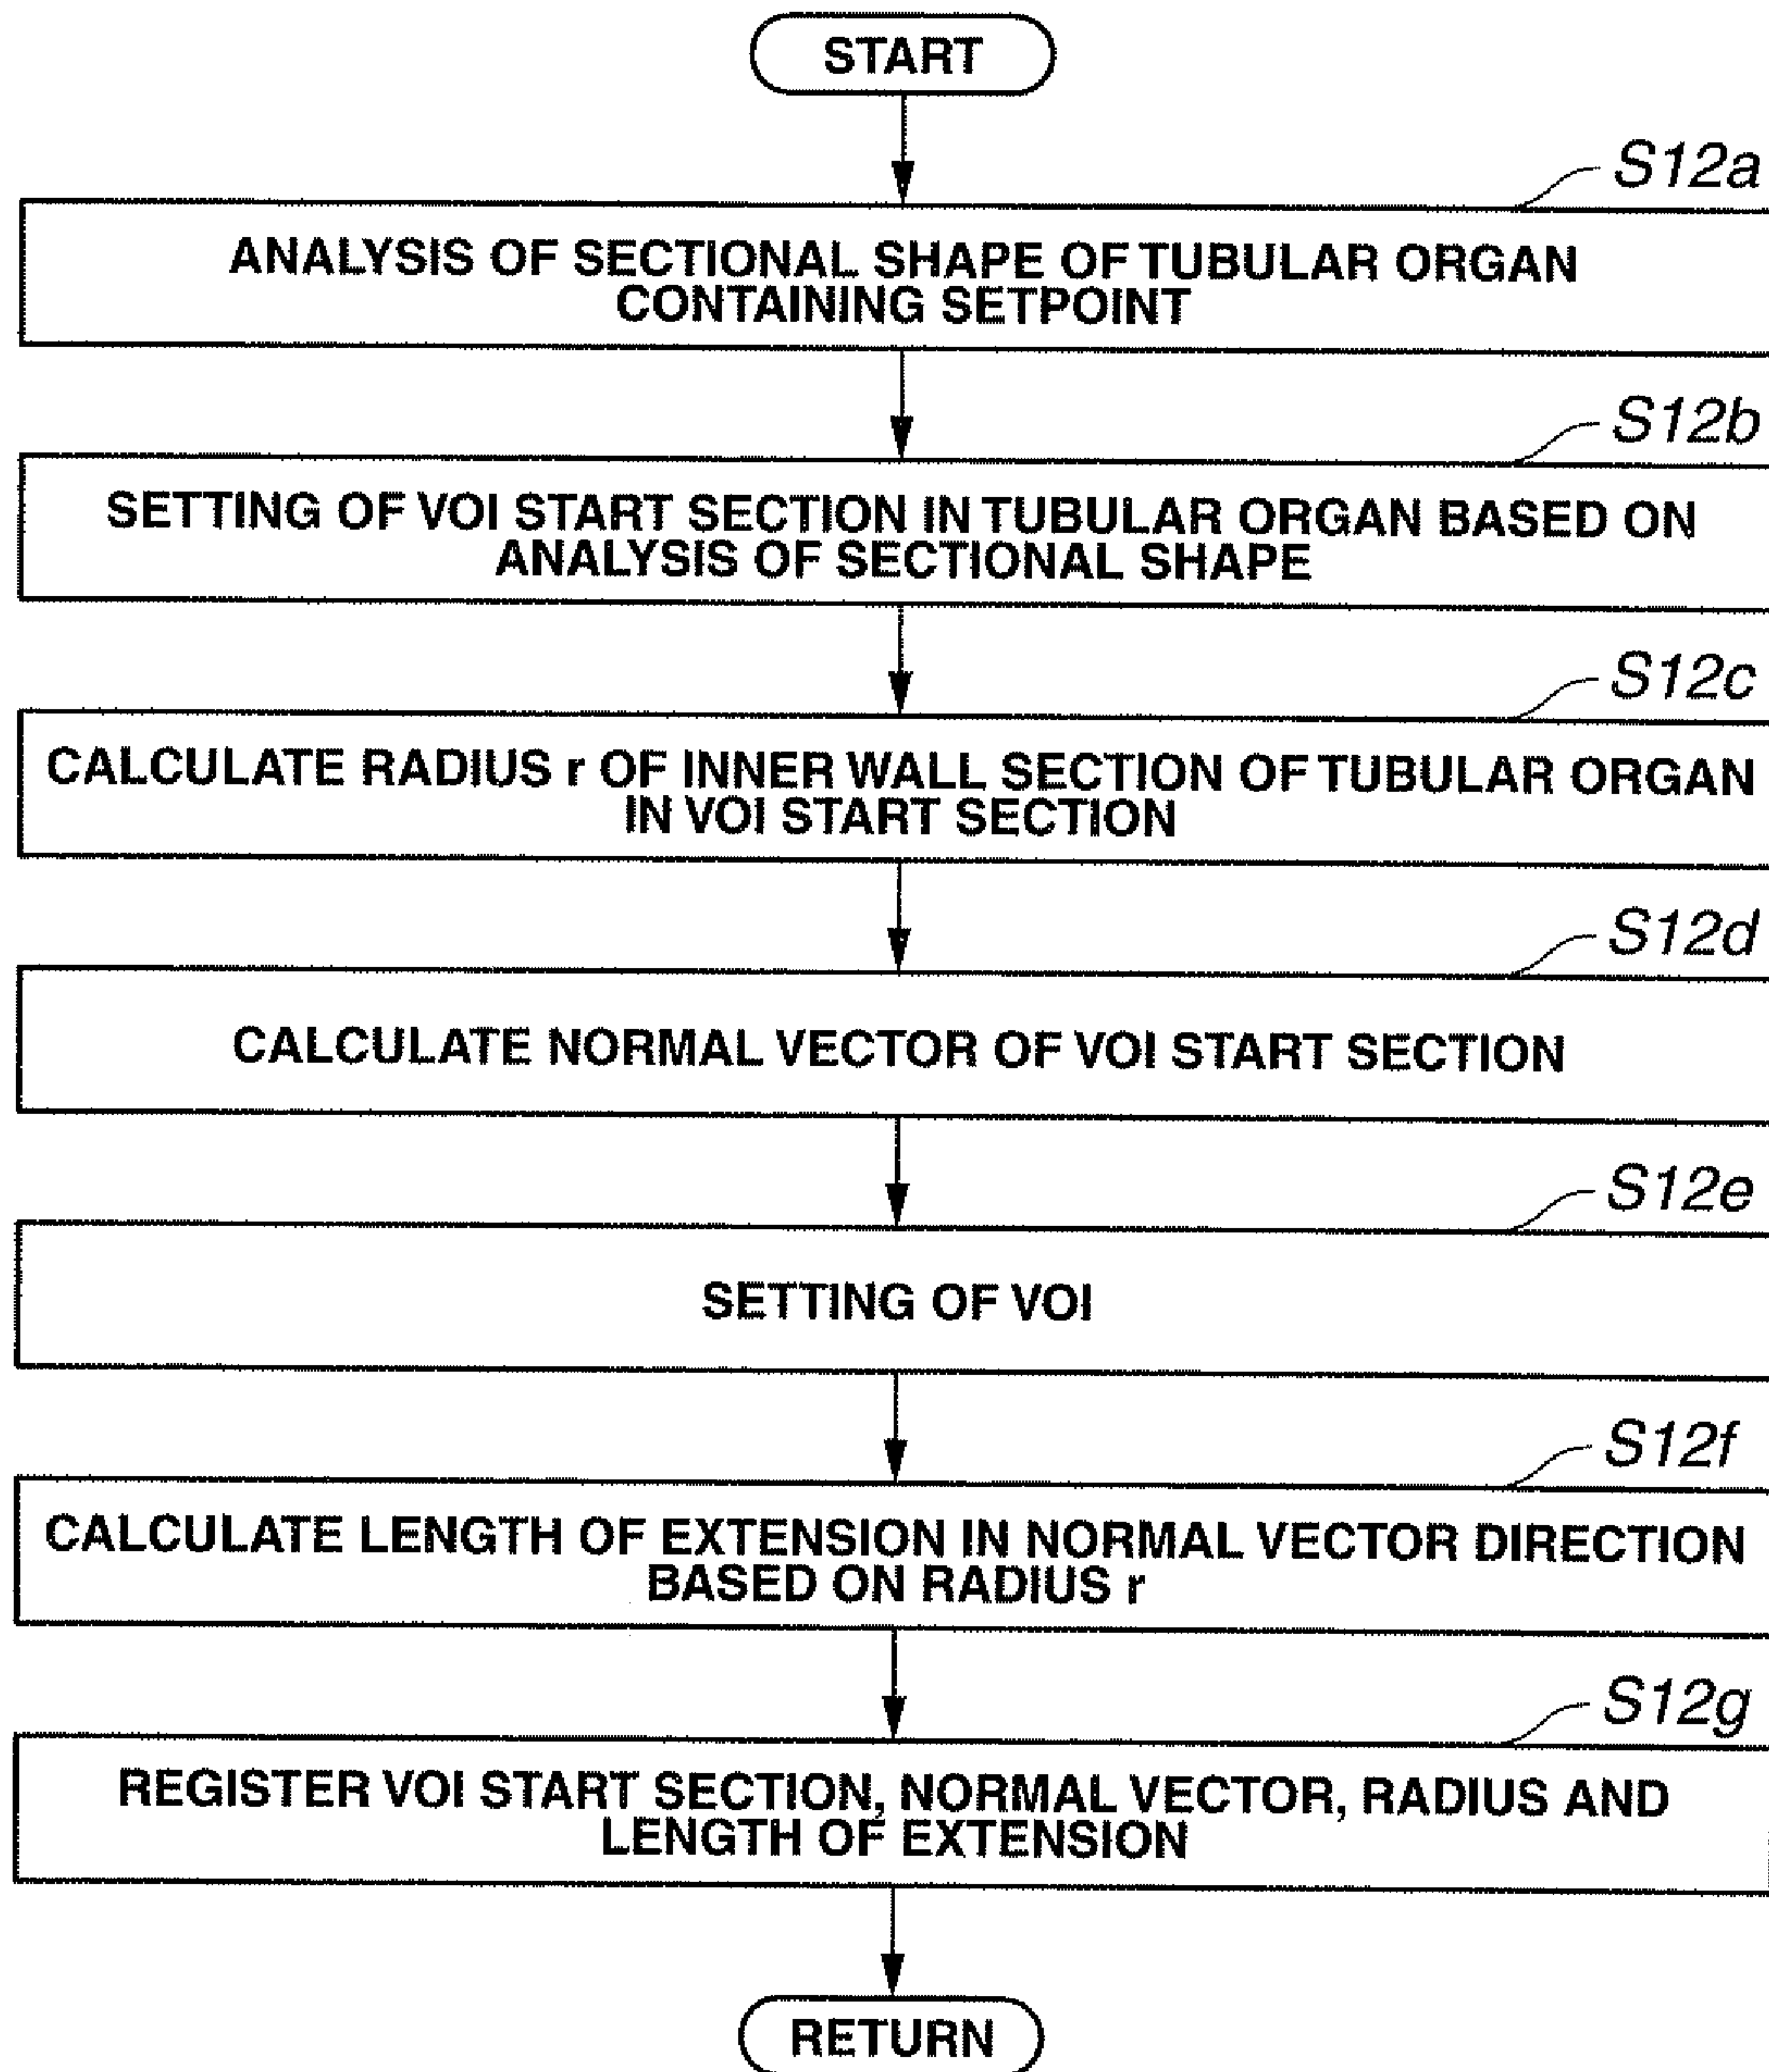 START
S12a
ANALYSIS OF SECTIONAL SHAPE OF TUBULAR ORGAN
CONTAINING SETPOINT
S12b
SETTING OF VOI START SECTION IN TUBULAR ORGAN BASED ON
ANALYSIS OF SECTIONAL SHAPE
S12c
CALCULATE RADIUS r OF INNER WALL SECTION OF TUBULAR ORGAN
IN VOI START SECTION
S12d
CALCULATE NORMAL VECTOR OF VOI START SECTION
S12e
SETTING OF VOI
S12f
CALCULATE LENGTH OF EXTENSION IN NORMAL VECTOR DIRECTION
BASED ON RADIUS r
S12g
REGISTER VOI START SECTION, NORMAL VECTOR, RADIUS AND
LENGTH OF EXTENSION
RETURN